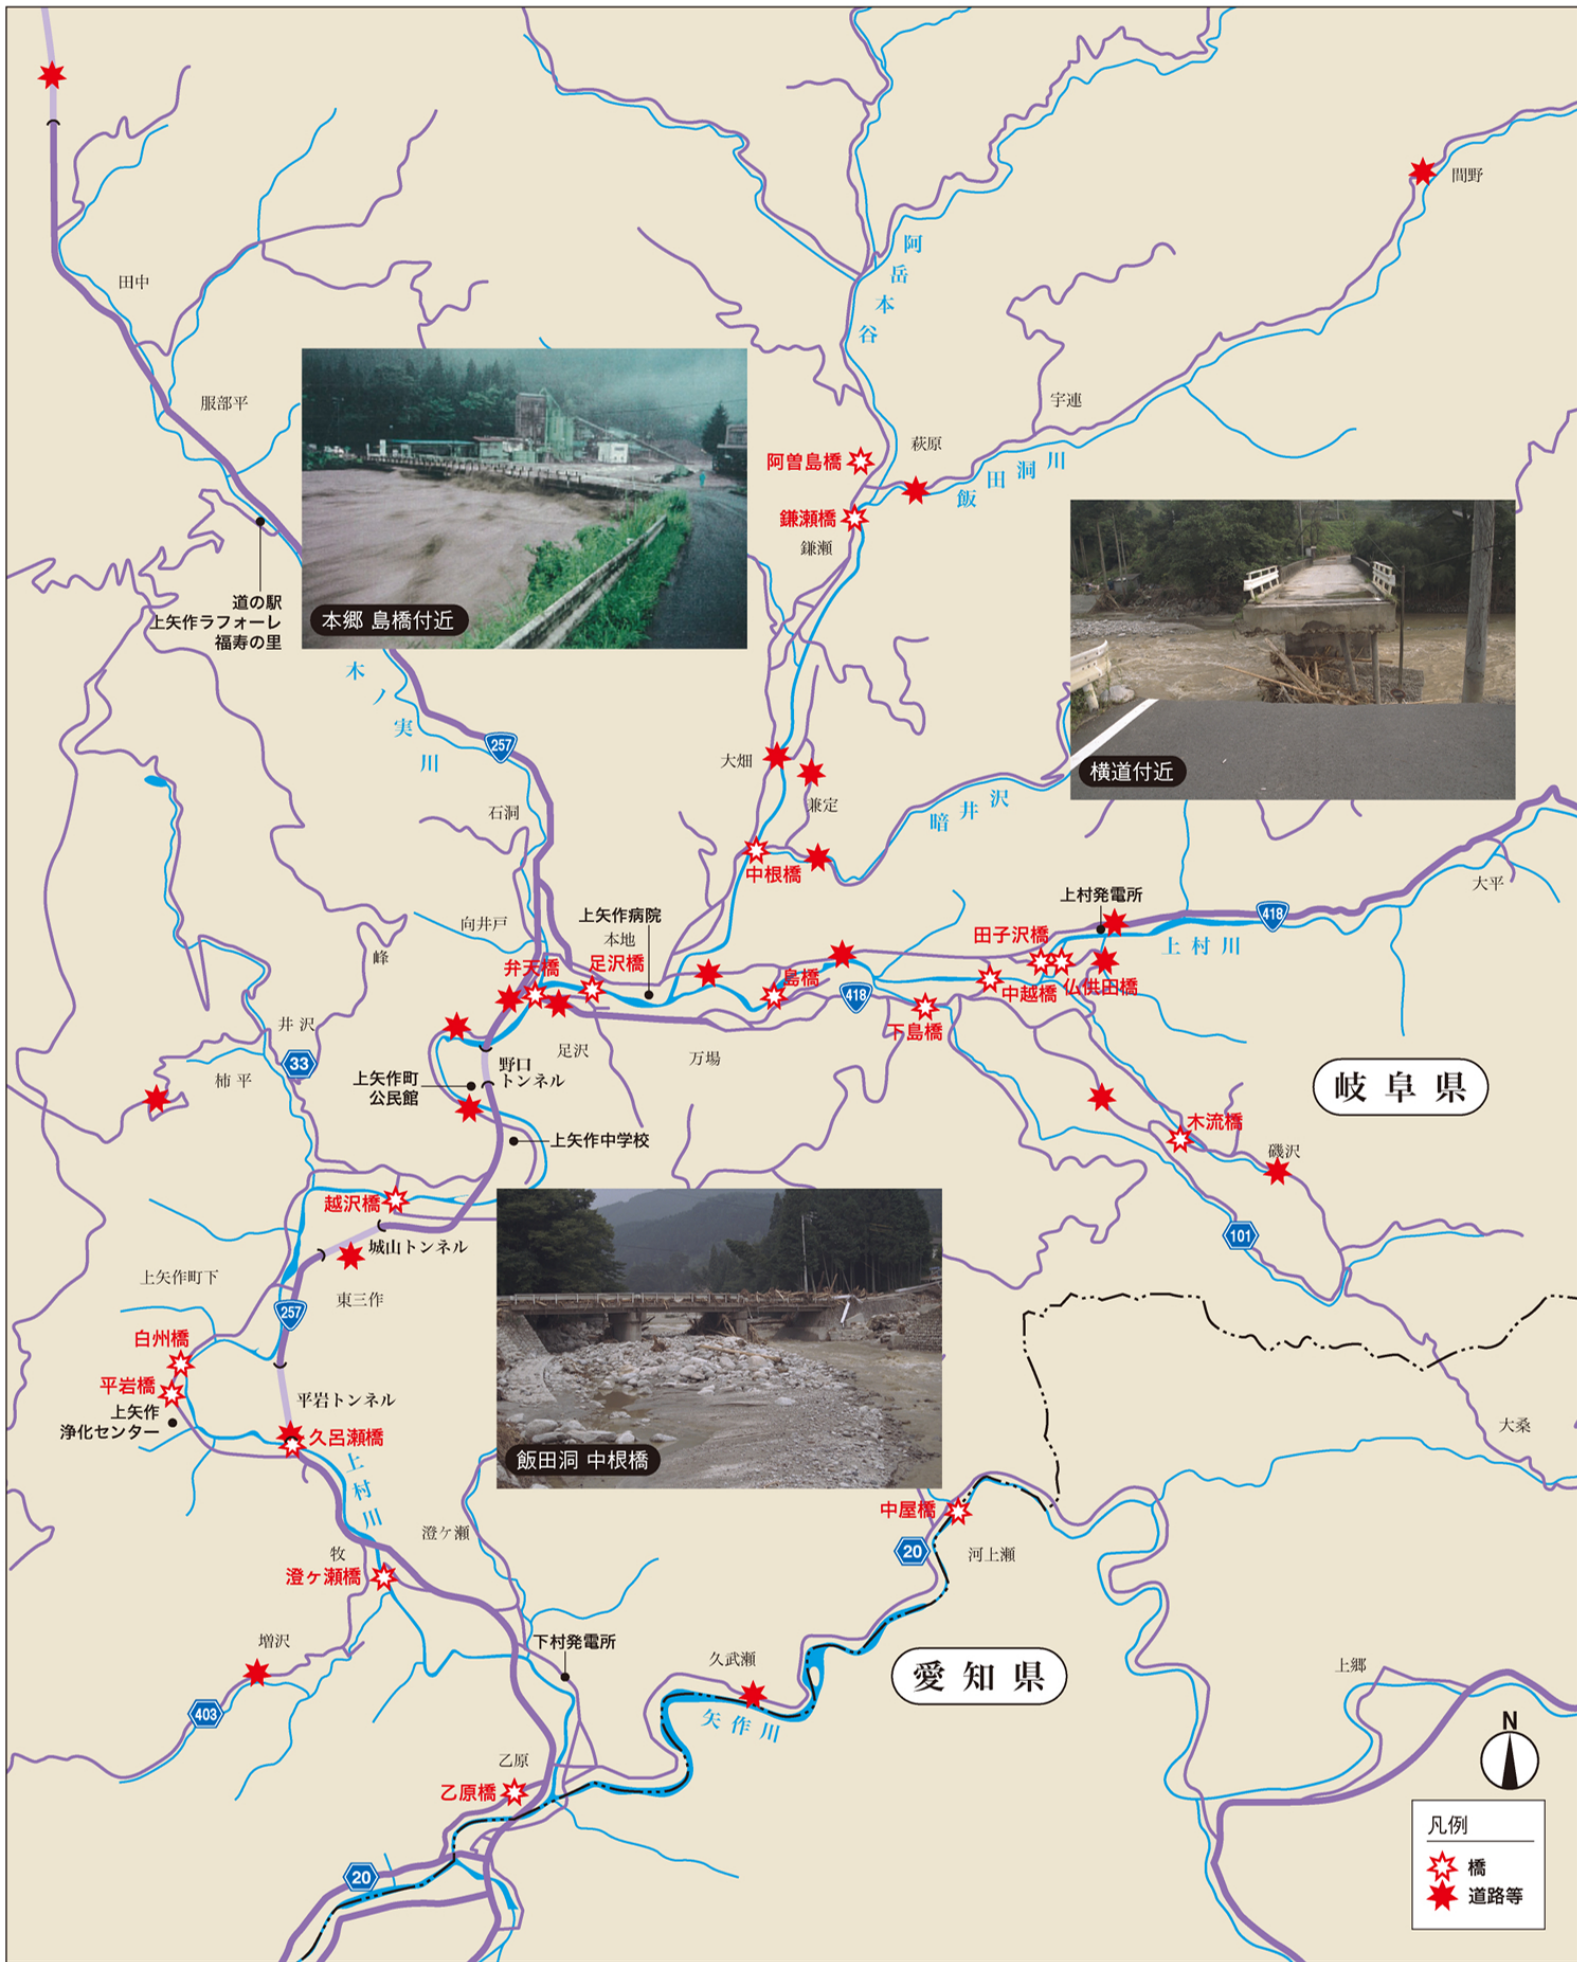 間野
阿岳本谷
田中
服部平
宇連
萩原
阿曽島橋
飯田洞川
鎌瀬橋
鎌瀬
道の駅
上矢作ラフォーレ
福寿の里
本郷 島橋付近
木ノ実川
257
横道付近
大畑
兼定
暗井沢
石洞
中根橋
大平
上村発電所
418
上村川
向井戸
上矢作病院
本地
峰
弁天橋
足沢橋
田子沢橋
島橋
418
中越橋
仏供田橋
下島橋
井沢
33
柿平
足沢
万場
野口
トンネル
上矢作町
公民館
岐阜県
上矢作中学校
木流橋
磯沢
越沢橋
城山トンネル
101
上矢作町下
東三作
257
白州橋
平岩橋
平岩トンネル
上矢作
浄化センター
久呂瀬橋
上村川
飯田洞 中根橋
大桑
中屋橋
20
河上瀬
澄ケ瀬
牧
澄ヶ瀬橋
増沢
下村発電所
久武瀬
愛知県
上郷
403
矢作川
N
乙原
乙原橋
20
凡例
橋
道路等